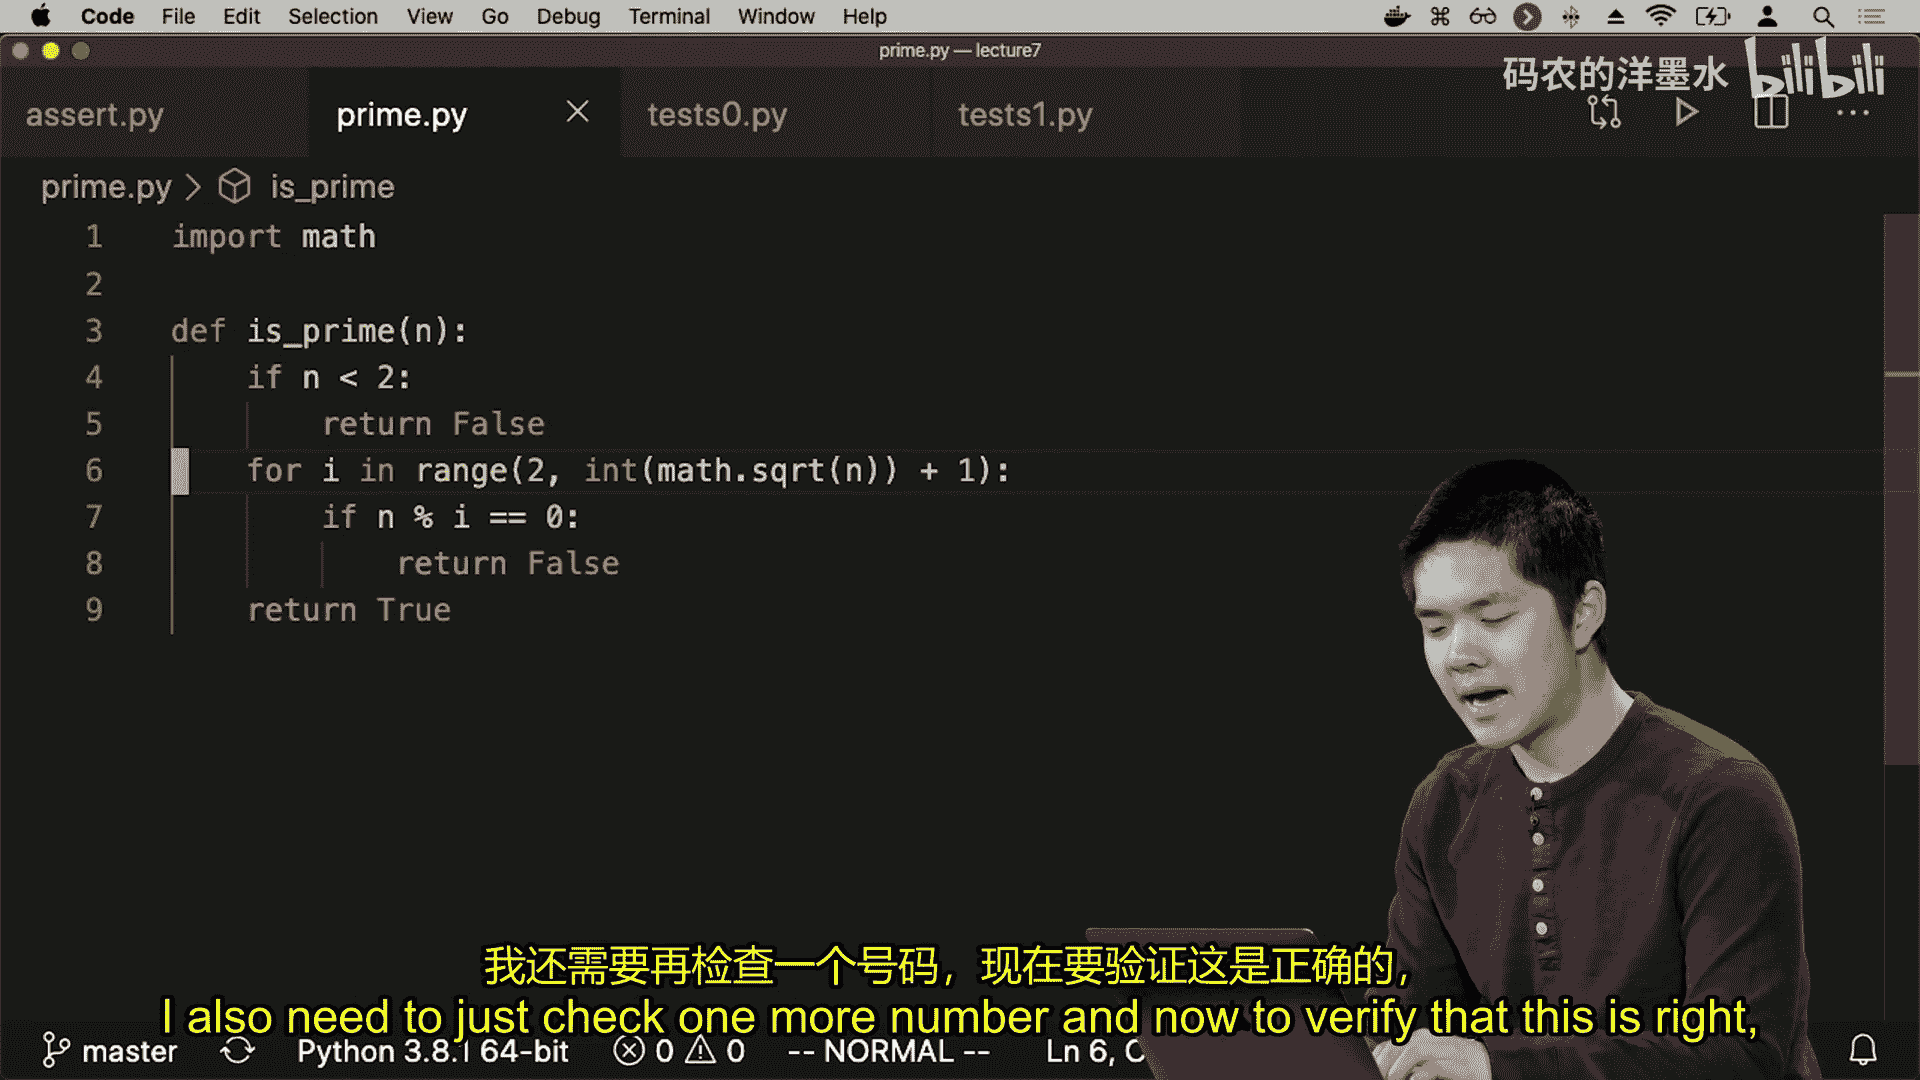 Code File Edit Selection View Go Debug Terminal Window Help
prime.py — lecture7
码农的洋墨水 bilibili
assert.py prime.py tests0.py tests1.py
prime.py > is_prime
1 import math
2
3 def is_prime(n):
4 if n < 2:
5 return False
6 for i in range(2, int(math.sqrt(n)) + 1):
7 if n % i == 0:
8 return False
9 return True
我还需要再检查一个号码，现在要验证这是正确的，
I also need to just check one more number and now to verify that this is right,
master Python 3.8.1 64-bit 0 0 -- NORMAL -- Ln 6, C